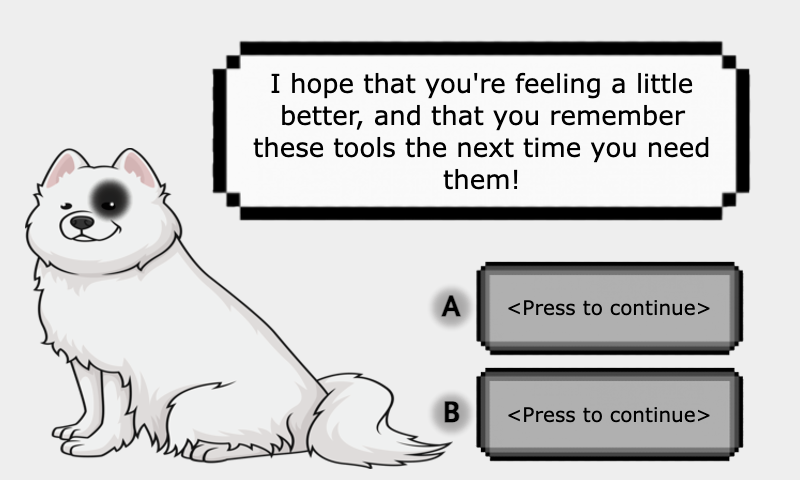 I hope that you're feeling a little
better, and that you remember
these tools the next time you need
them!
A
<Press to continue>
B
<Press to continue>